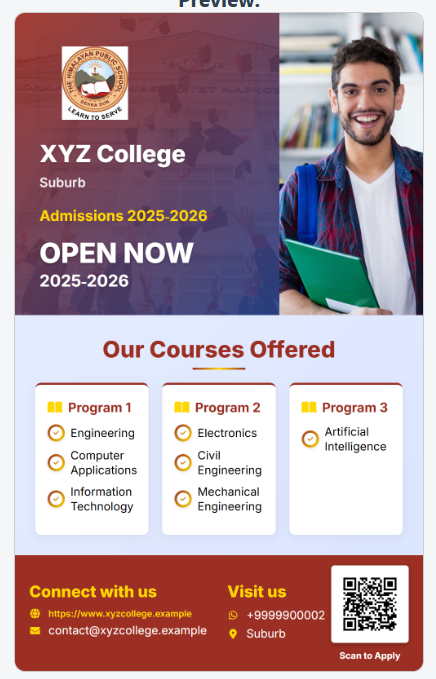 Preview:
THE HIMALAYAN PUBLIC SCHOOL
DEHRA DUN
LEARN TO SERVE
XYZ College
Suburb
Admissions 2025-2026
OPEN NOW
2025-2026
Our Courses Offered
Program 1
Engineering
Computer
Applications
Information
Technology
Program 2
Electronics
Civil
Engineering
Mechanical
Engineering
Program 3
Artificial
Intelligence
Connect with us
https://www.xyzcollege.example
contact@xyzcollege.example
Visit us
+9999900002
Suburb
Scan to Apply